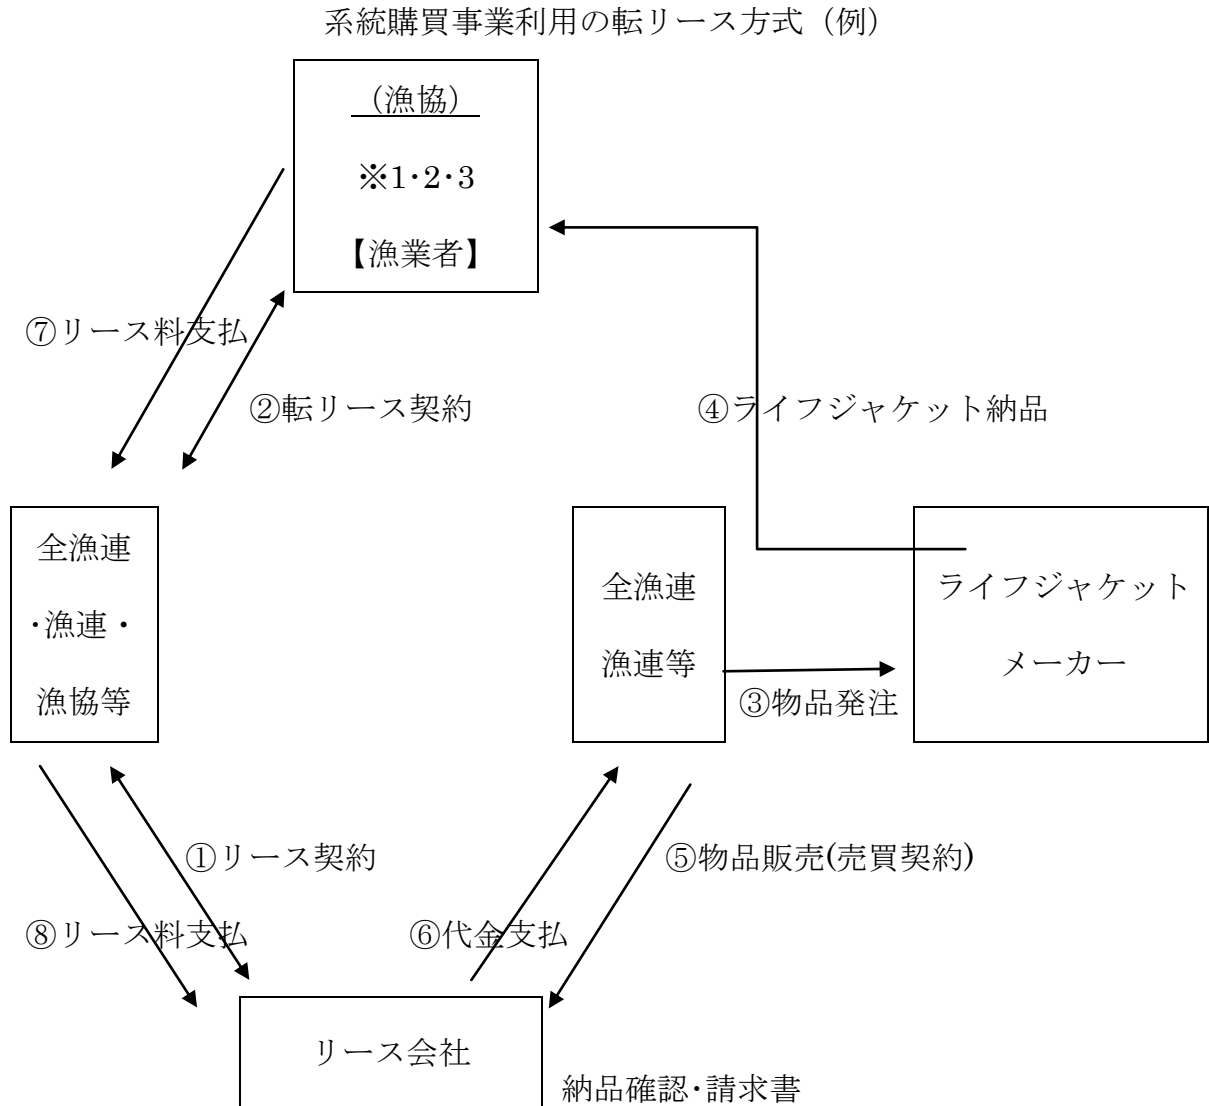 系統購買事業利用の転リース方式（例）
（漁協）
※1･2･3
【漁業者】
⑦リース料支払
②転リース契約
④ライフジャケット納品
全漁連
･漁連・
漁協等
全漁連
漁連等
ライフジャケット
メーカー
③物品発注
①リース契約
⑤物品販売(売買契約)
⑧リース料支払
⑥代金支払
リース会社
納品確認･請求書